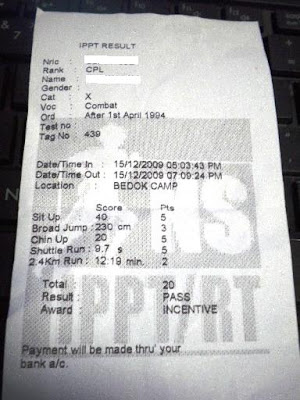 IPPT RESULT
Nric :
Rank : CPL
Name :
Gender :
Cat : X
Voc : Combat
Ord : After 1st April 1994
Test no :
Tag No : 439
Date/Time In : 15/12/2009 05:03:43 PM
Date/Time Out : 15/12/2009 07:09:24 PM
Location : BEDOK CAMP
Score Pts
Sit Up : 40 5
Broad Jump : 230 cm 3
Chin Up : 20 5
Shuttle Run : 9.7 s 5
2.4Km Run : 12:19 min. 2
Total 20
Result : PASS
Award : INCENTIVE
NS
IPPT/RT
Payment will be made thru' your
bank a/c.